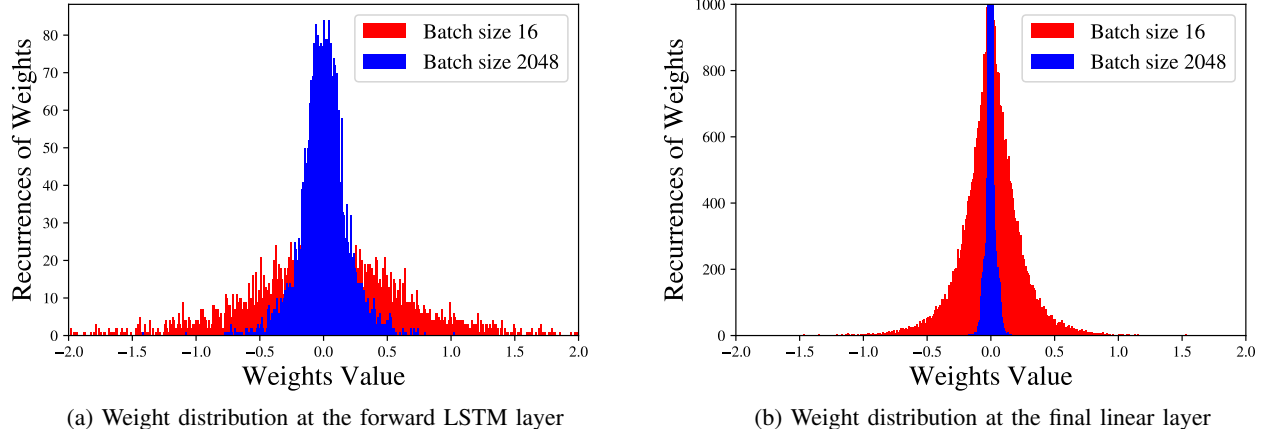 Recurrences of Weights
80
70
60
50
40
30
20
10
0
Batch size 16
Batch size 2048
−2.0 −1.5 −1.0 −0.5 0.0 0.5 1.0 1.5 2.0
Weights Value
(a) Weight distribution at the forward LSTM layer
Recurrences of Weights
1000
800
600
400
200
0
Batch size 16
Batch size 2048
−2.0 −1.5 −1.0 −0.5 0.0 0.5 1.0 1.5 2.0
Weights Value
(b) Weight distribution at the final linear layer